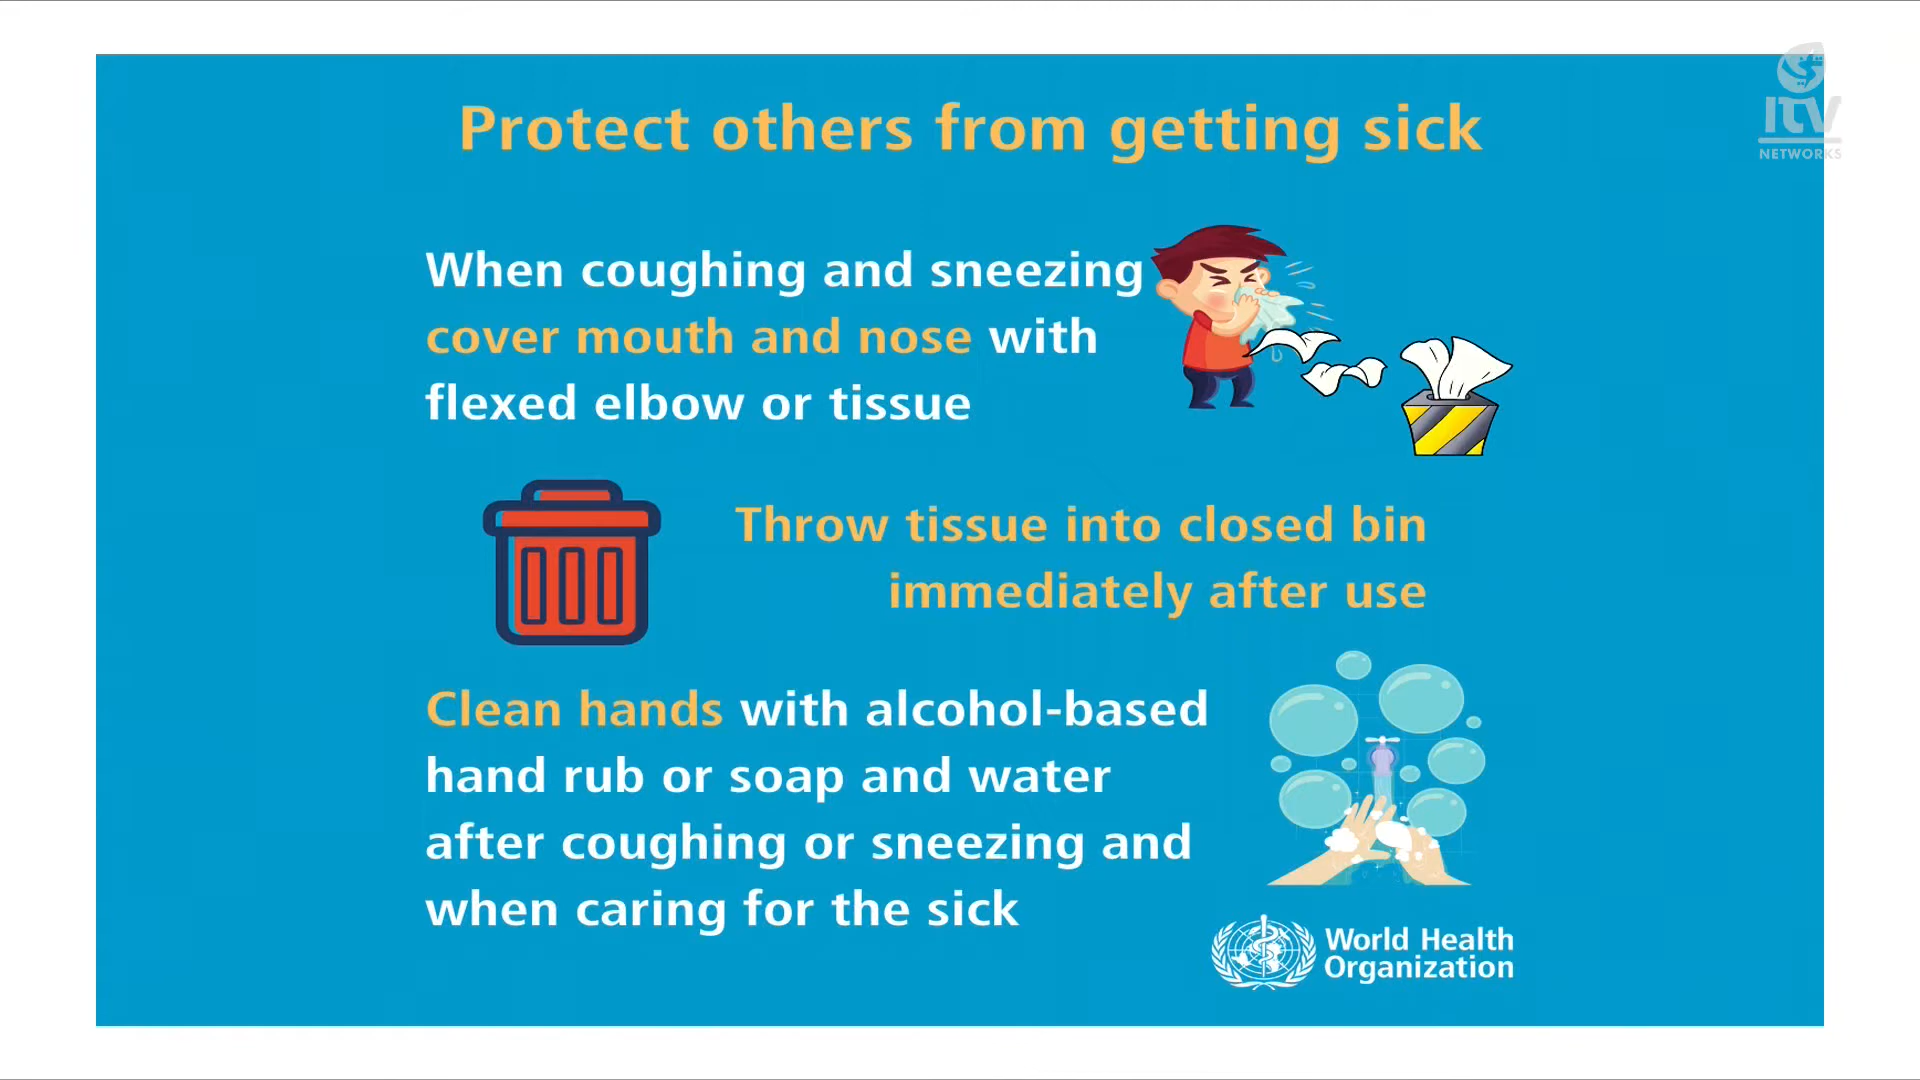 Protect others from getting sick
When coughing and sneezing
cover mouth and nose with
flexed elbow or tissue
Throw tissue into closed bin
immediately after use
Clean hands with alcohol-based
hand rub or soap and water
after coughing or sneezing and
when caring for the sick
World Health
Organization
ITV
NETWORKS